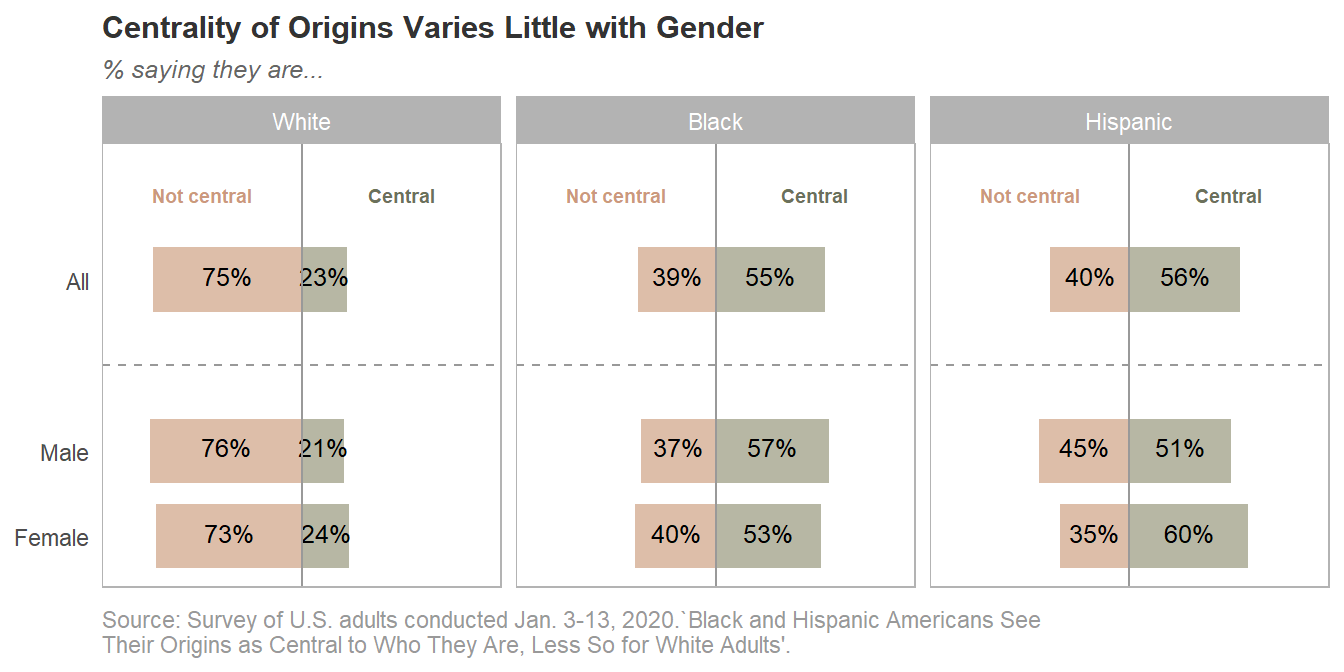 Centrality of Origins Varies Little with Gender
% saying they are...
White Black Hispanic
Not central Central Not central Central Not central Central
All 75% 23% 39% 55% 40% 56%
Male 76% 21% 37% 57% 45% 51%
Female 73% 24% 40% 53% 35% 60%
Source: Survey of U.S. adults conducted Jan. 3-13, 2020.`Black and Hispanic Americans See
Their Origins as Central to Who They Are, Less So for White Adults'.